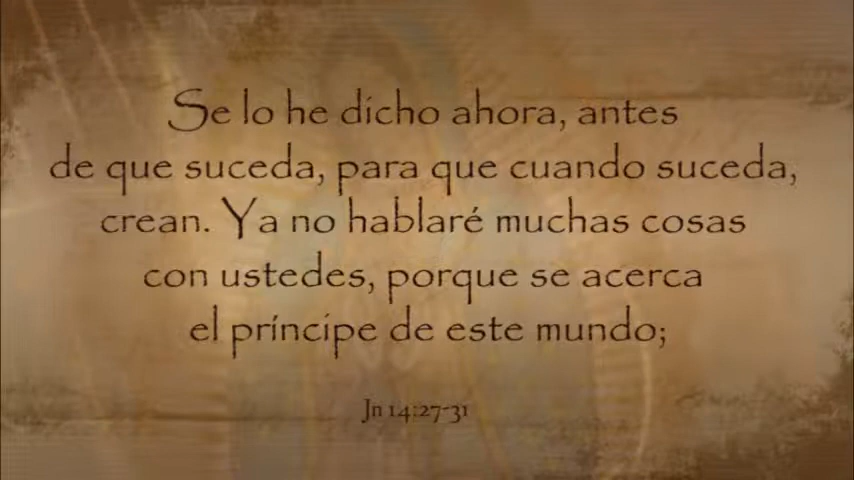 Se lo he dicho ahora, antes
de que suceda, para que cuando suceda,
crean. Ya no hablaré muchas cosas
con ustedes, porque se acerca
el príncipe de este mundo;
Jn 14:27-31